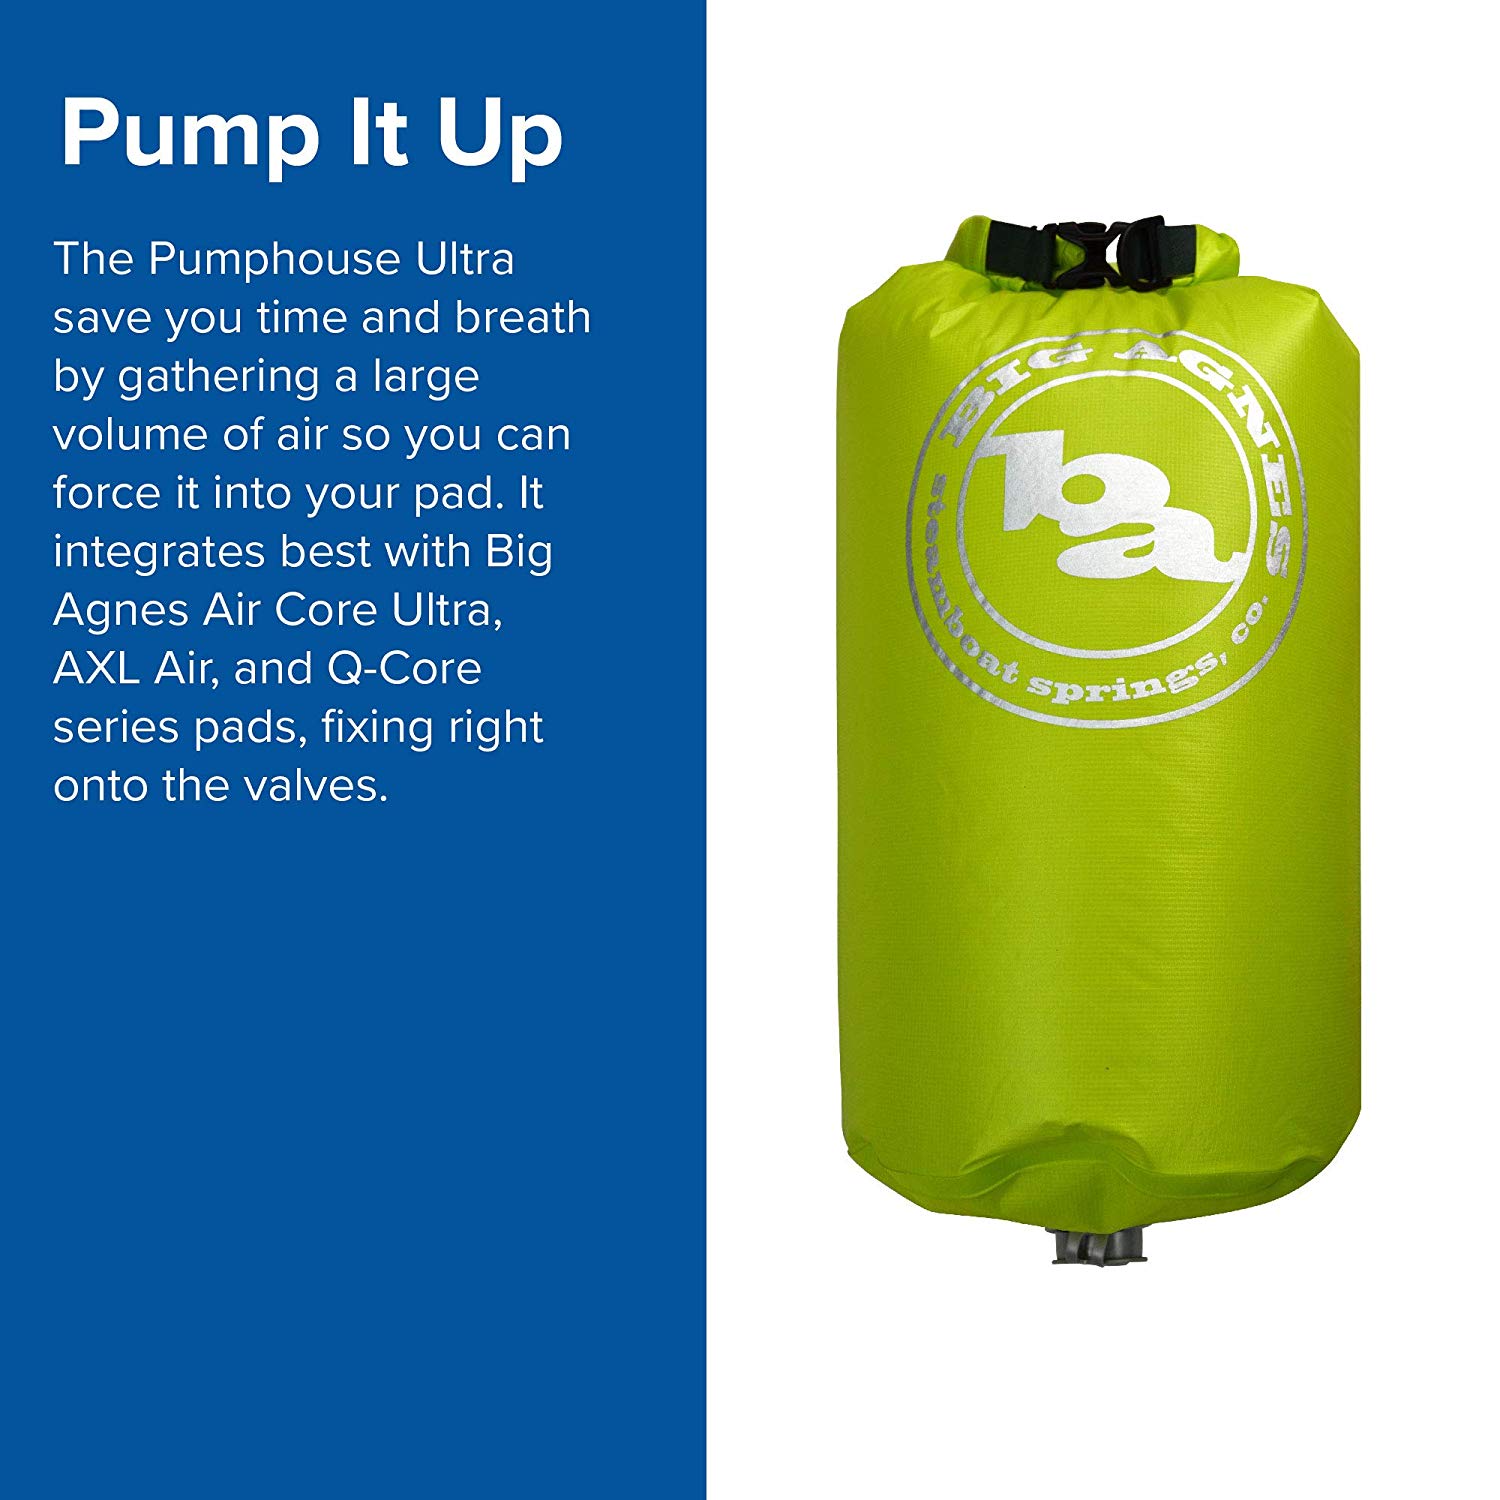 Pump It Up
The Pumphouse Ultra
save you time and breath
by gathering a large
volume of air so you can
force it into your pad. It
integrates best with Big
Agnes Air Core Ultra,
AXL Air, and Q-Core
series pads, fixing right
onto the valves.
BIG AGNES
ba
steamboat springs, co.